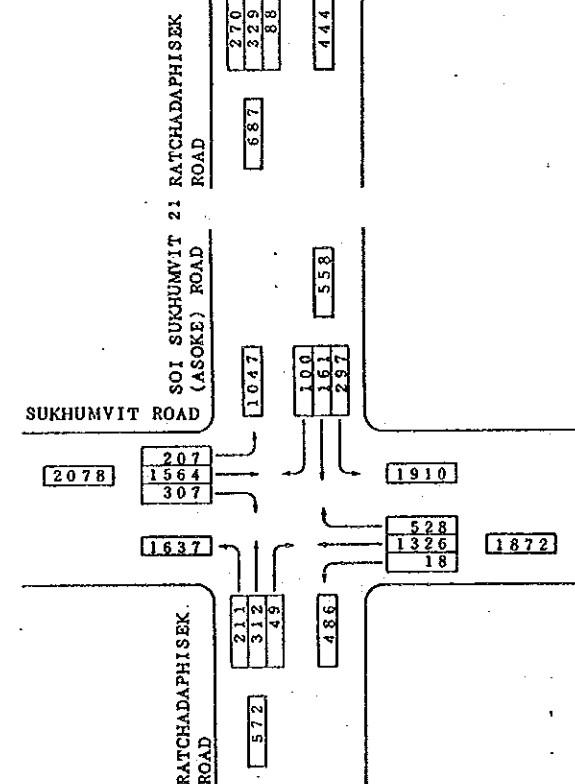 270
329
88
444
687
SOI SUKHUMVIT 21 RATCHADAPHISEK
(ASOKE) ROAD ROAD
558
1047
100
161
297
SUKHUMVIT ROAD
207
2078 1564 1910
307
528
1637 1326 1872
18
211
312
49
486
RATCHADAPHISEK.
ROAD
572